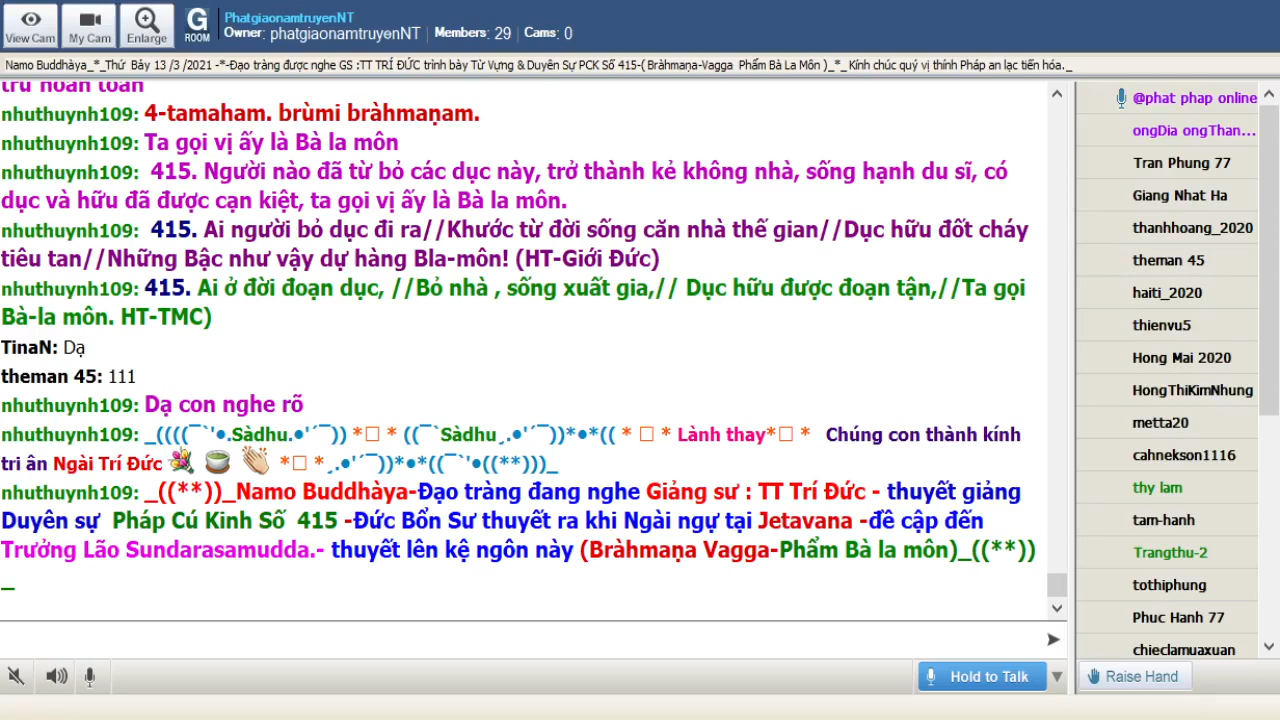 View Cam
My Cam
Enlarge
G
ROOM
PhatgiaonamtruyenNT
Owner: phatgiaonamtruyenNT | Members: 29 | Cams: 0
Namo Buddhàya_*_Thứ Bảy 13 /3 /2021 -*-Đạo tràng được nghe GS :TT TRÍ ĐỨC trình bày Từ Vựng & Duyên Sự PCK Số 415-( Bràhmaṇa-Vagga Phẩm Bà La Môn )_*_ Kính chúc quý vị thính Pháp an lạc tiến hóa._
trú hoàn toàn
nhuthuynh109: 4-tamaham. brùmi bràhmaṇam.
nhuthuynh109: Ta gọi vị ấy là Bà la môn
nhuthuynh109: 415. Người nào đã từ bỏ các dục này, trở thành kẻ không nhà, sống hạnh du sĩ, có
dục và hữu đã được cạn kiệt, ta gọi vị ấy là Bà la môn.
nhuthuynh109: 415. Ai người bỏ dục đi ra//Khước từ đời sống căn nhà thế gian//Dục hữu đốt cháy
tiêu tan//Những Bậc như vậy dự hàng Bla-môn! (HT-Giới Đức)
nhuthuynh109: 415. Ai ở đời đoạn dục, //Bỏ nhà , sống xuất gia,// Dục hữu được đoạn tận,//Ta gọi
Bà-la môn. HT-TMC)
TinaN: Dạ
theman 45: 111
nhuthuynh109: Dạ con nghe rõ
nhuthuynh109: _((((¯`'•.Sàdhu.•'´¯)) *□ * ((¯`Sàdhu¸.•'´¯))*•*(( * □ * Lành thay*□ * Chúng con thành kính
tri ân Ngài Trí Đức 💐 🍵 👏 *□ *¸.•'´¯))*•*((¯`'•((**)))_
nhuthuynh109: _((**))_Namo Buddhàya-Đạo tràng đang nghe Giảng sư : TT Trí Đức - thuyết giảng
Duyên sự Pháp Cú Kinh Số 415 -Đức Bổn Sư thuyết ra khi Ngài ngự tại Jetavana -đề cập đến
Trưởng Lão Sundarasamudda.- thuyết lên kệ ngôn này (Bràhmaṇa Vagga-Phẩm Bà la môn)_((**))
_
@phat phap online
ongDia ongThan...
Tran Phung 77
Giang Nhat Ha
thanhhoang_2020
theman 45
haiti_2020
thienvu5
Hong Mai 2020
HongThiKimNhung
metta20
cahnekson1116
thy lam
tam-hanh
Trangthu-2
tothiphung
Phuc Hanh 77
chieclamuaxuan
Hold to Talk
Raise Hand